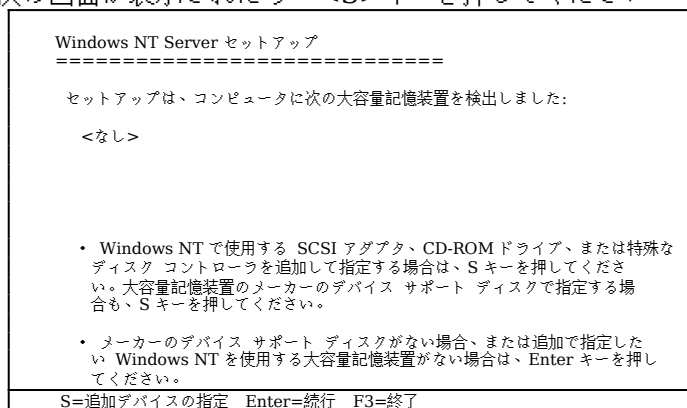 Windows NT Server セットアップ
=============================
セットアップは、コンピュータに次の大容量記憶装置を検出しました:
<なし>
• Windows NT で使用する SCSI アダプタ、CD-ROM ドライブ、または特殊な
ディスク コントローラを追加して指定する場合は、S キーを押してくださ
い。大容量記憶装置のメーカーのデバイス サポート ディスクで指定する場
合も、S キーを押してください。
• メーカーのデバイス サポート ディスクがない場合、または追加で指定した
い Windows NT を使用する大容量記憶装置がない場合は、Enter キーを押し
てください。
S=追加デバイスの指定 Enter=続行 F3=終了